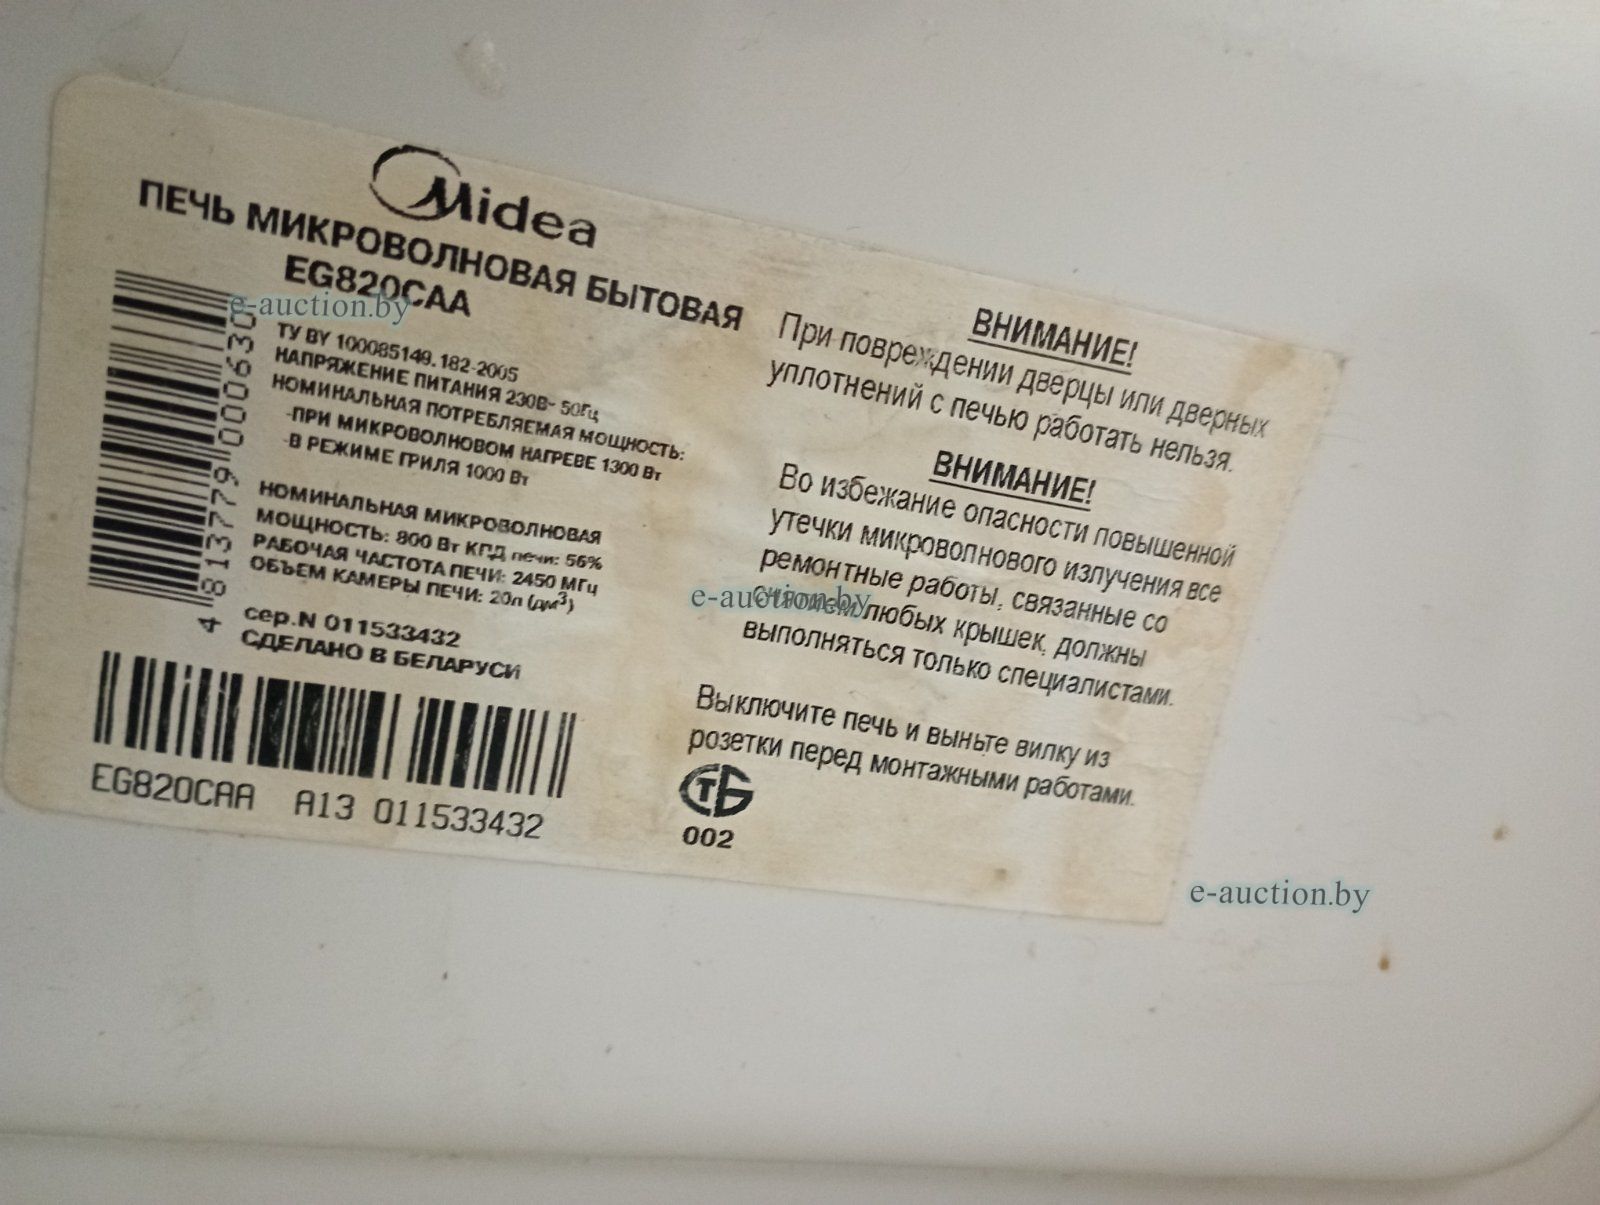 Midea
ПЕЧЬ МИКРОВОЛНОВАЯ БЫТОВАЯ
EG820CAA
ТУ BY 100085149.182-2005
НАПРЯЖЕНИЕ ПИТАНИЯ 230В~ 50Гц
НОМИНАЛЬНАЯ ПОТРЕБЛЯЕМАЯ МОЩНОСТЬ:
-ПРИ МИКРОВОЛНОВОМ НАГРЕВЕ 1300 Вт
-В РЕЖИМЕ ГРИЛЯ 1000 Вт
НОМИНАЛЬНАЯ МИКРОВОЛНОВАЯ
МОЩНОСТЬ: 800 Вт КПД печи: 56%
РАБОЧАЯ ЧАСТОТА ПЕЧИ: 2450 МГц
ОБЪЕМ КАМЕРЫ ПЕЧИ: 20л (дм³)
сер.N 011533432
СДЕЛАНО В БЕЛАРУСИ
4 813779 000630
EG820CAA A13 011533432
ВНИМАНИЕ!
При повреждении дверцы или дверных
уплотнений с печью работать нельзя.
ВНИМАНИЕ!
Во избежание опасности повышенной
утечки микроволнового излучения все
ремонтные работы, связанные со
снятием любых крышек, должны
выполняться только специалистами.
Выключите печь и выньте вилку из
розетки перед монтажными работами.
СТБ
002
e-auction.by
e-auction.by
e-auction.by